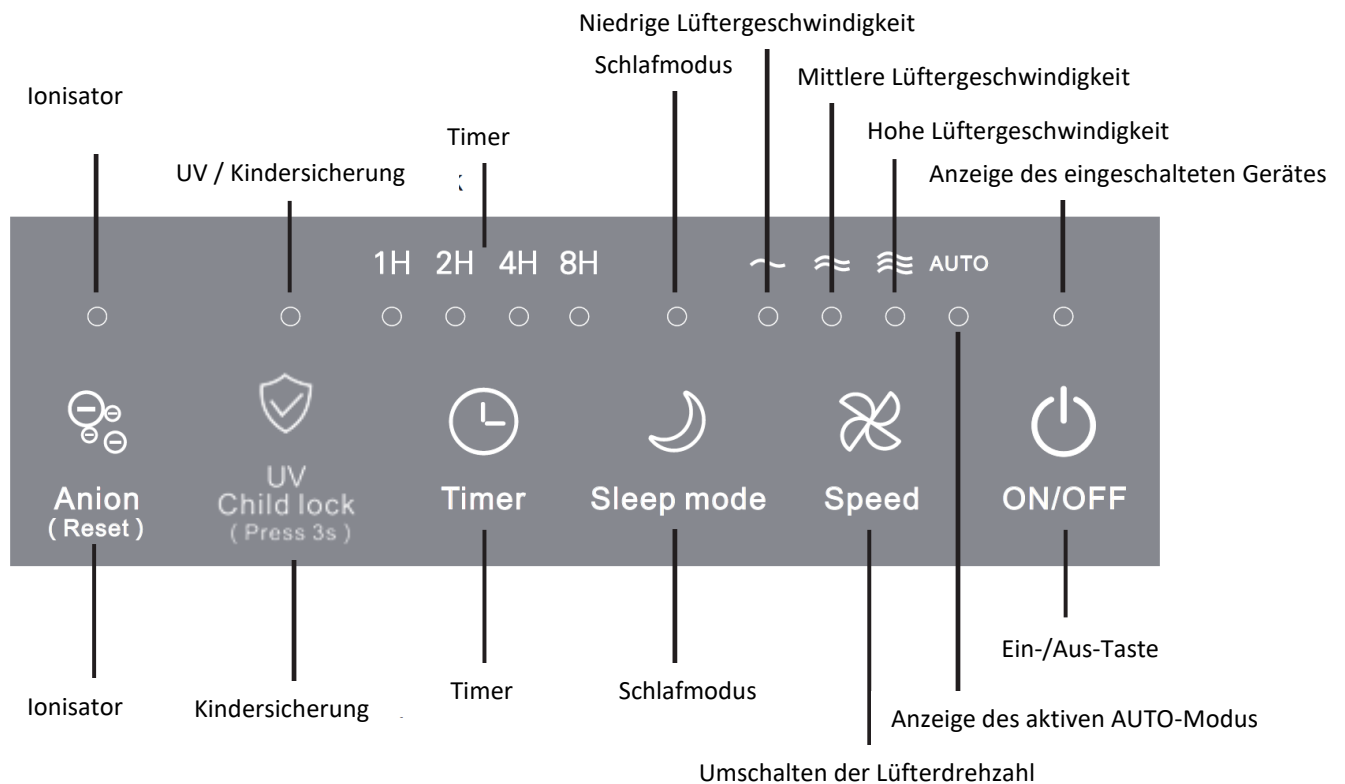 Niedrige Lüftergeschwindigkeit
Schlafmodus
Mittlere Lüftergeschwindigkeit
Ionisator
Hohe Lüftergeschwindigkeit
Timer
UV / Kindersicherung
Anzeige des eingeschalteten Gerätes
1H 2H 4H 8H
AUTO
Anion
( Reset )
UV
Child lock
( Press 3s )
Timer
Sleep mode
Speed
ON/OFF
Ein-/Aus-Taste
Ionisator
Kindersicherung
Timer
Schlafmodus
Anzeige des aktiven AUTO-Modus
Umschalten der Lüfterdrehzahl